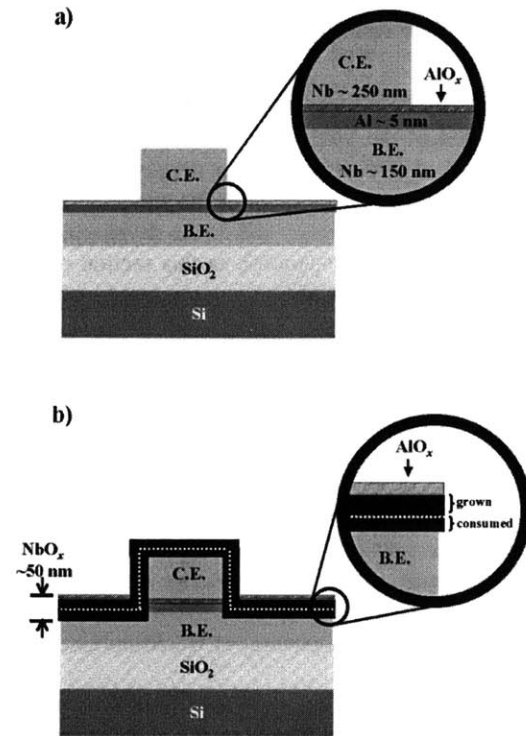 a)
C.E.
Nb ~ 250 nm
AlOₓ
Al ~ 5 nm
B.E.
Nb ~ 150 nm
C.E.
B.E.
SiO₂
Si
b)
AlOₓ
grown
consumed
B.E.
NbOₓ
~50 nm
C.E.
B.E.
SiO₂
Si